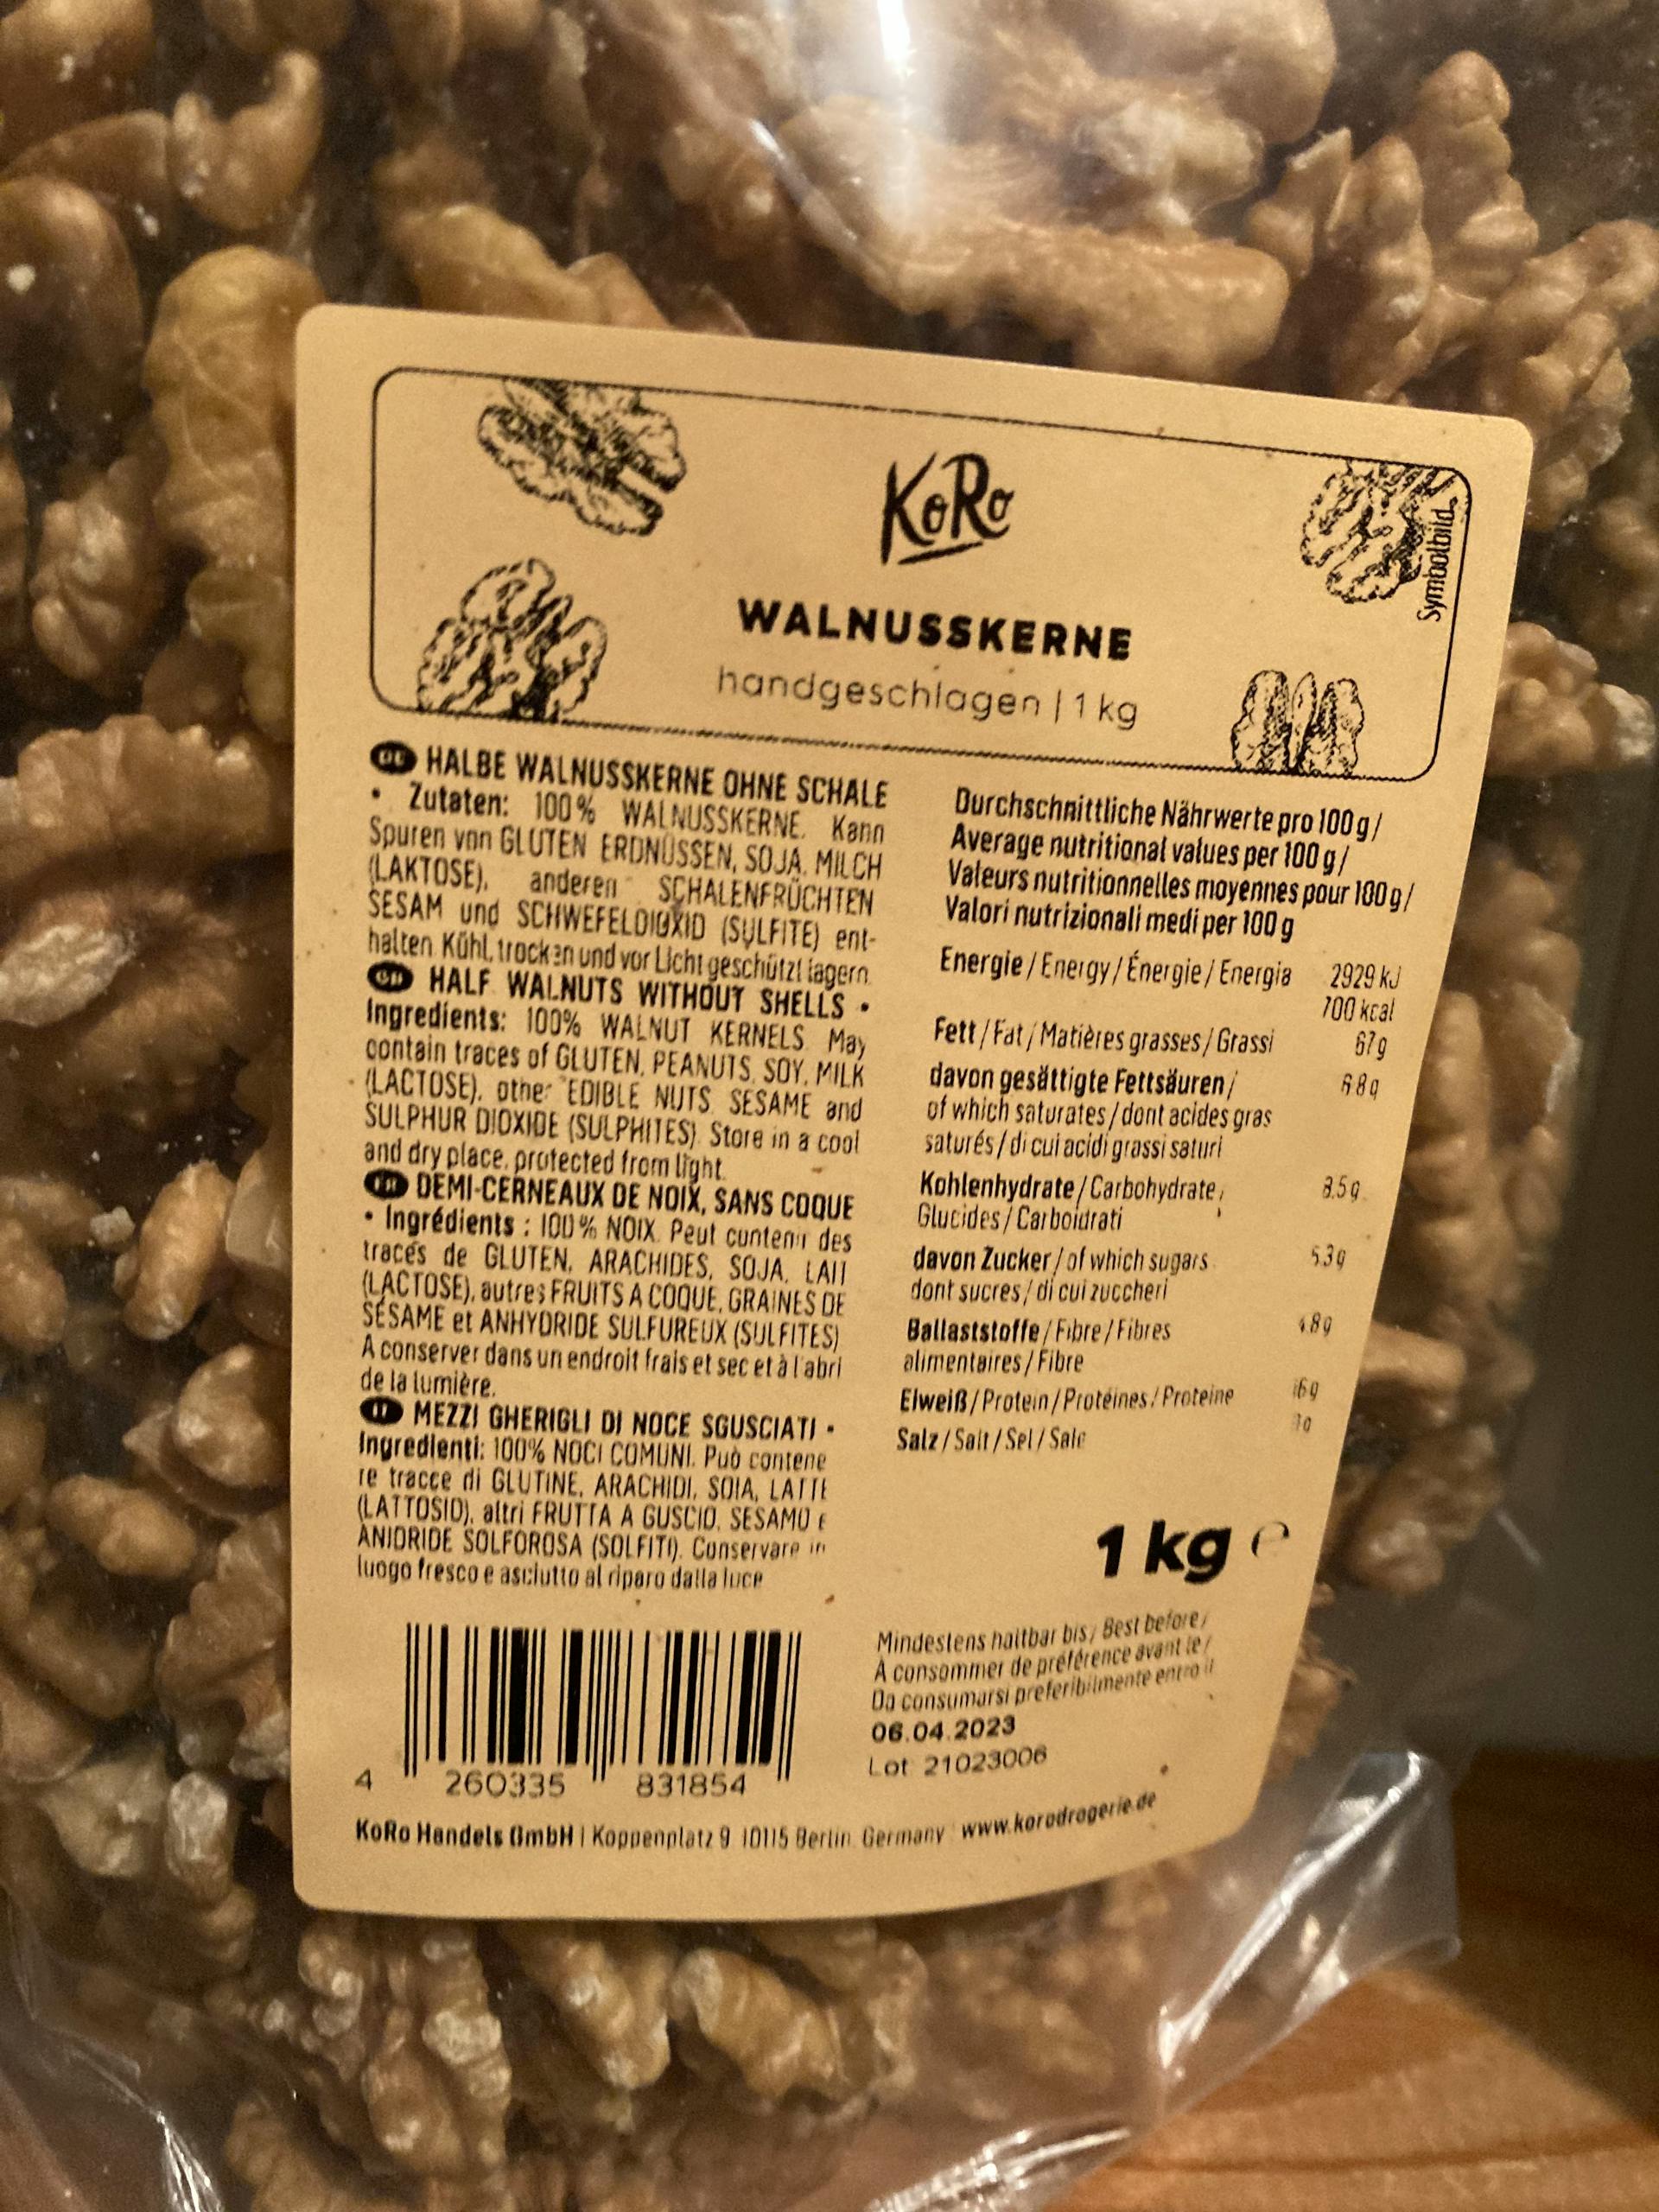 KoRo
Symbolbild
WALNUSSKERNE
handgeschlagen | 1 kg
DE HALBE WALNUSSKERNE OHNE SCHALE
• Zutaten: 100% WALNUSSKERNE. Kann
Spuren von GLUTEN ERDNÜSSEN, SOJA, MILCH
(LAKTOSE), anderen SCHALENFRÜCHTEN
SESAM und SCHWEFELDIOXID (SULFITE) ent-
halten. Kühl, trocken und vor Licht geschützt lagern.
HALF WALNUTS WITHOUT SHELLS •
Ingredients: 100% WALNUT KERNELS. May
contain traces of GLUTEN, PEANUTS, SOY, MILK
(LACTOSE), other EDIBLE NUTS, SESAME and
SULPHUR DIOXIDE (SULPHITES). Store in a cool
and dry place, protected from light.
DEMI-CERNEAUX DE NOIX, SANS COQUE
• Ingrédients : 100% NOIX. Peut contenir des
traces de GLUTEN, ARACHIDES, SOJA, LAIT
(LACTOSE), autres FRUITS A COQUE, GRAINES DE
SÉSAME et ANHYDRIDE SULFUREUX (SULFITES)
A conserver dans un endroit frais et sec et à l'abri
de la lumière.
IT MEZZI GHERIGLI DI NOCE SGUSCIATI •
Ingredienti: 100% NOCI COMUNI. Può contene
re tracce di GLUTINE, ARACHIDI, SOIA, LATTE
(LATTOSIO), altri FRUTTA A GUSCIO, SESAMO E
ANIDRIDE SOLFOROSA (SOLFITI). Conservare in
luogo fresco e asciutto al riparo dalla luce
Durchschnittliche Nährwerte pro 100 g /
Average nutritional values per 100 g /
Valeurs nutritionnelles moyennes pour 100 g /
Valori nutrizionali medi per 100 g
Energie / Energy / Énergie / Energia 2929 kJ
700 kcal
Fett / Fat / Matières grasses / Grassi 67 g
davon gesättigte Fettsäuren / 6.8 g
of which saturates / dont acides gras
saturés / di cui acidi grassi saturi
Kohlenhydrate / Carbohydrate /
Glucides / Carboidrati
davon Zucker / of which sugars 5.3 g
dont sucres / di cui zuccheri
Ballaststoffe / Fibre / Fibres 4.8 g
alimentaires / Fibre
Eiweiß / Protein / Protéines / Proteine 16 g
Salz / Salt / Sel / Sale
1 kg e
Mindestens haltbar bis / Best before /
À consommer de préférence avant le /
Da consumarsi preferibilmente entro il
06.04.2023
Lot 21023006
4 260335 831854
KoRo Handels GmbH | Koppenplatz 9 10115 Berlin Germany www.korodrogerie.de